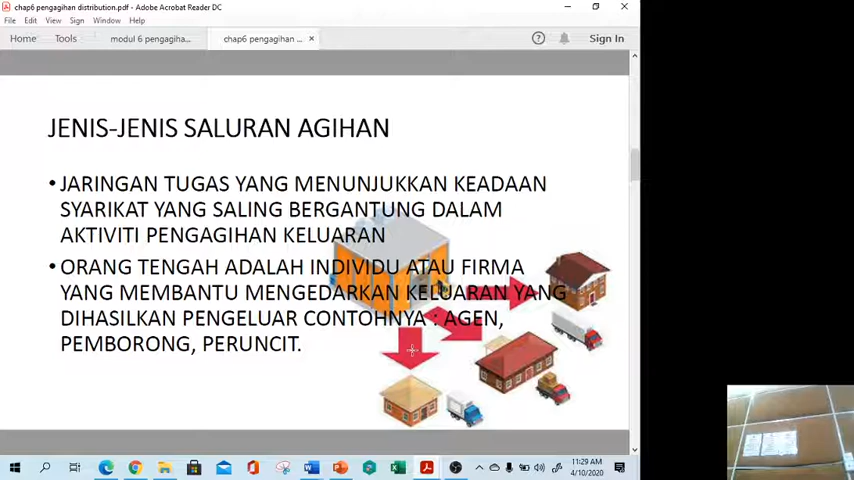 chap6 pengagihan distribution.pdf - Adobe Acrobat Reader DC
File Edit View Sign Window Help
Home Tools modul 6 pengagiha... chap6 pengagihan ... Sign In
JENIS-JENIS SALURAN AGIHAN
• JARINGAN TUGAS YANG MENUNJUKKAN KEADAAN
SYARIKAT YANG SALING BERGANTUNG DALAM
AKTIVITI PENGAGIHAN KELUARAN
• ORANG TENGAH ADALAH INDIVIDU ATAU FIRMA
YANG MEMBANTU MENGEDARKAN KELUARAN YANG
DIHASILKAN PENGELUAR CONTOHNYA : AGEN,
PEMBORONG, PERUNCIT.
11:29 AM
4/10/2020